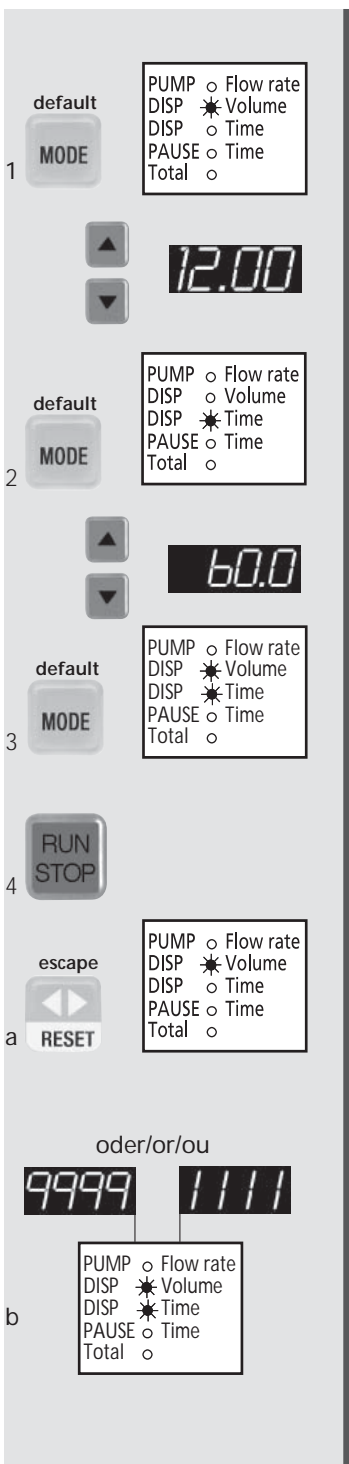 default
1 MODE
PUMP Flow rate
DISP Volume
DISP Time
PAUSE Time
Total
12.00
default
2 MODE
PUMP Flow rate
DISP Volume
DISP Time
PAUSE Time
Total
60.0
default
3 MODE
PUMP Flow rate
DISP Volume
DISP Time
PAUSE Time
Total
4 RUN
STOP
escape
a RESET
PUMP Flow rate
DISP Volume
DISP Time
PAUSE Time
Total
oder/or/ou
9999 1111
b
PUMP Flow rate
DISP Volume
DISP Time
PAUSE Time
Total